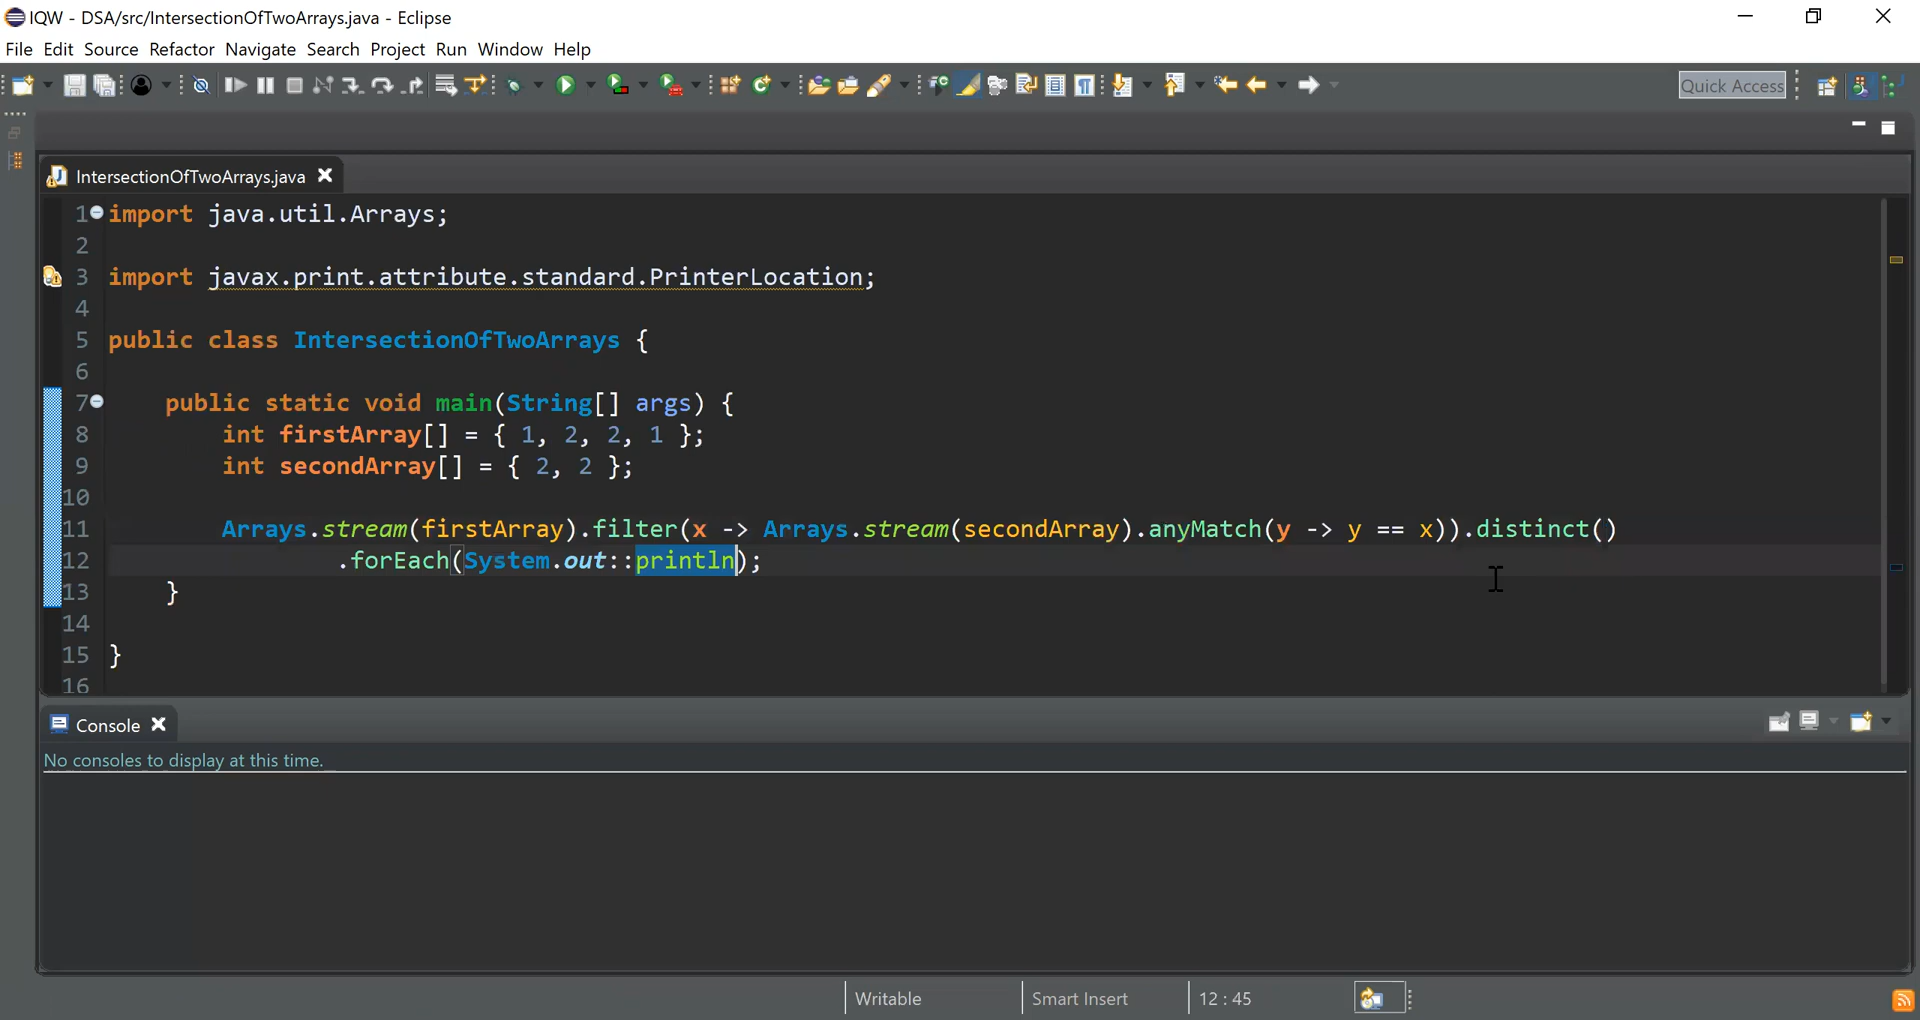 IQW - DSA/src/IntersectionOfTwoArrays.java - Eclipse
File Edit Source Refactor Navigate Search Project Run Window Help
Quick Access
IntersectionOfTwoArrays.java
1 import java.util.Arrays;
2
3 import javax.print.attribute.standard.PrinterLocation;
4
5 public class IntersectionOfTwoArrays {
6
7     public static void main(String[] args) {
8         int firstArray[] = { 1, 2, 2, 1 };
9         int secondArray[] = { 2, 2 };
10
11         Arrays.stream(firstArray).filter(x -> Arrays.stream(secondArray).anyMatch(y -> y == x)).distinct()
12                 .forEach(System.out::println);
13     }
14
15 }
16
Console
No consoles to display at this time.
Writable Smart Insert 12 : 45